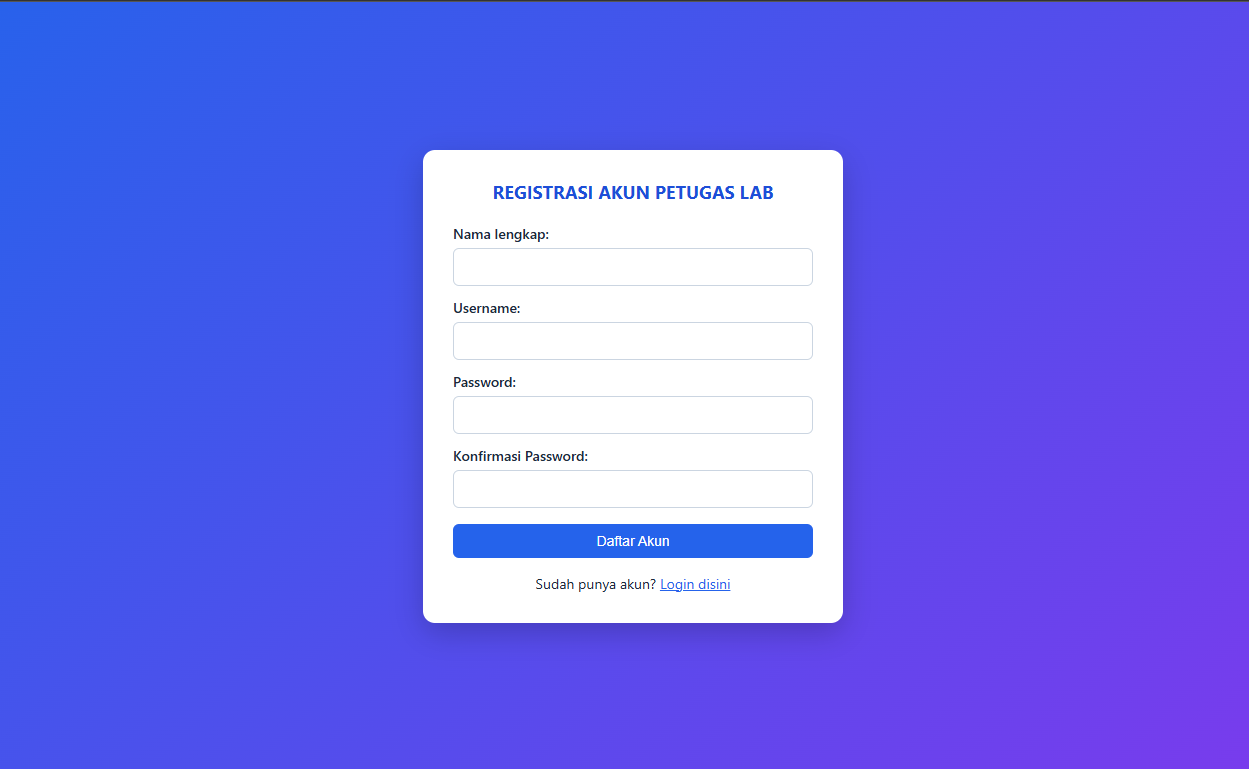 REGISTRASI AKUN PETUGAS LAB
Nama lengkap:
Username:
Password:
Konfirmasi Password:
Daftar Akun
Sudah punya akun? Login disini